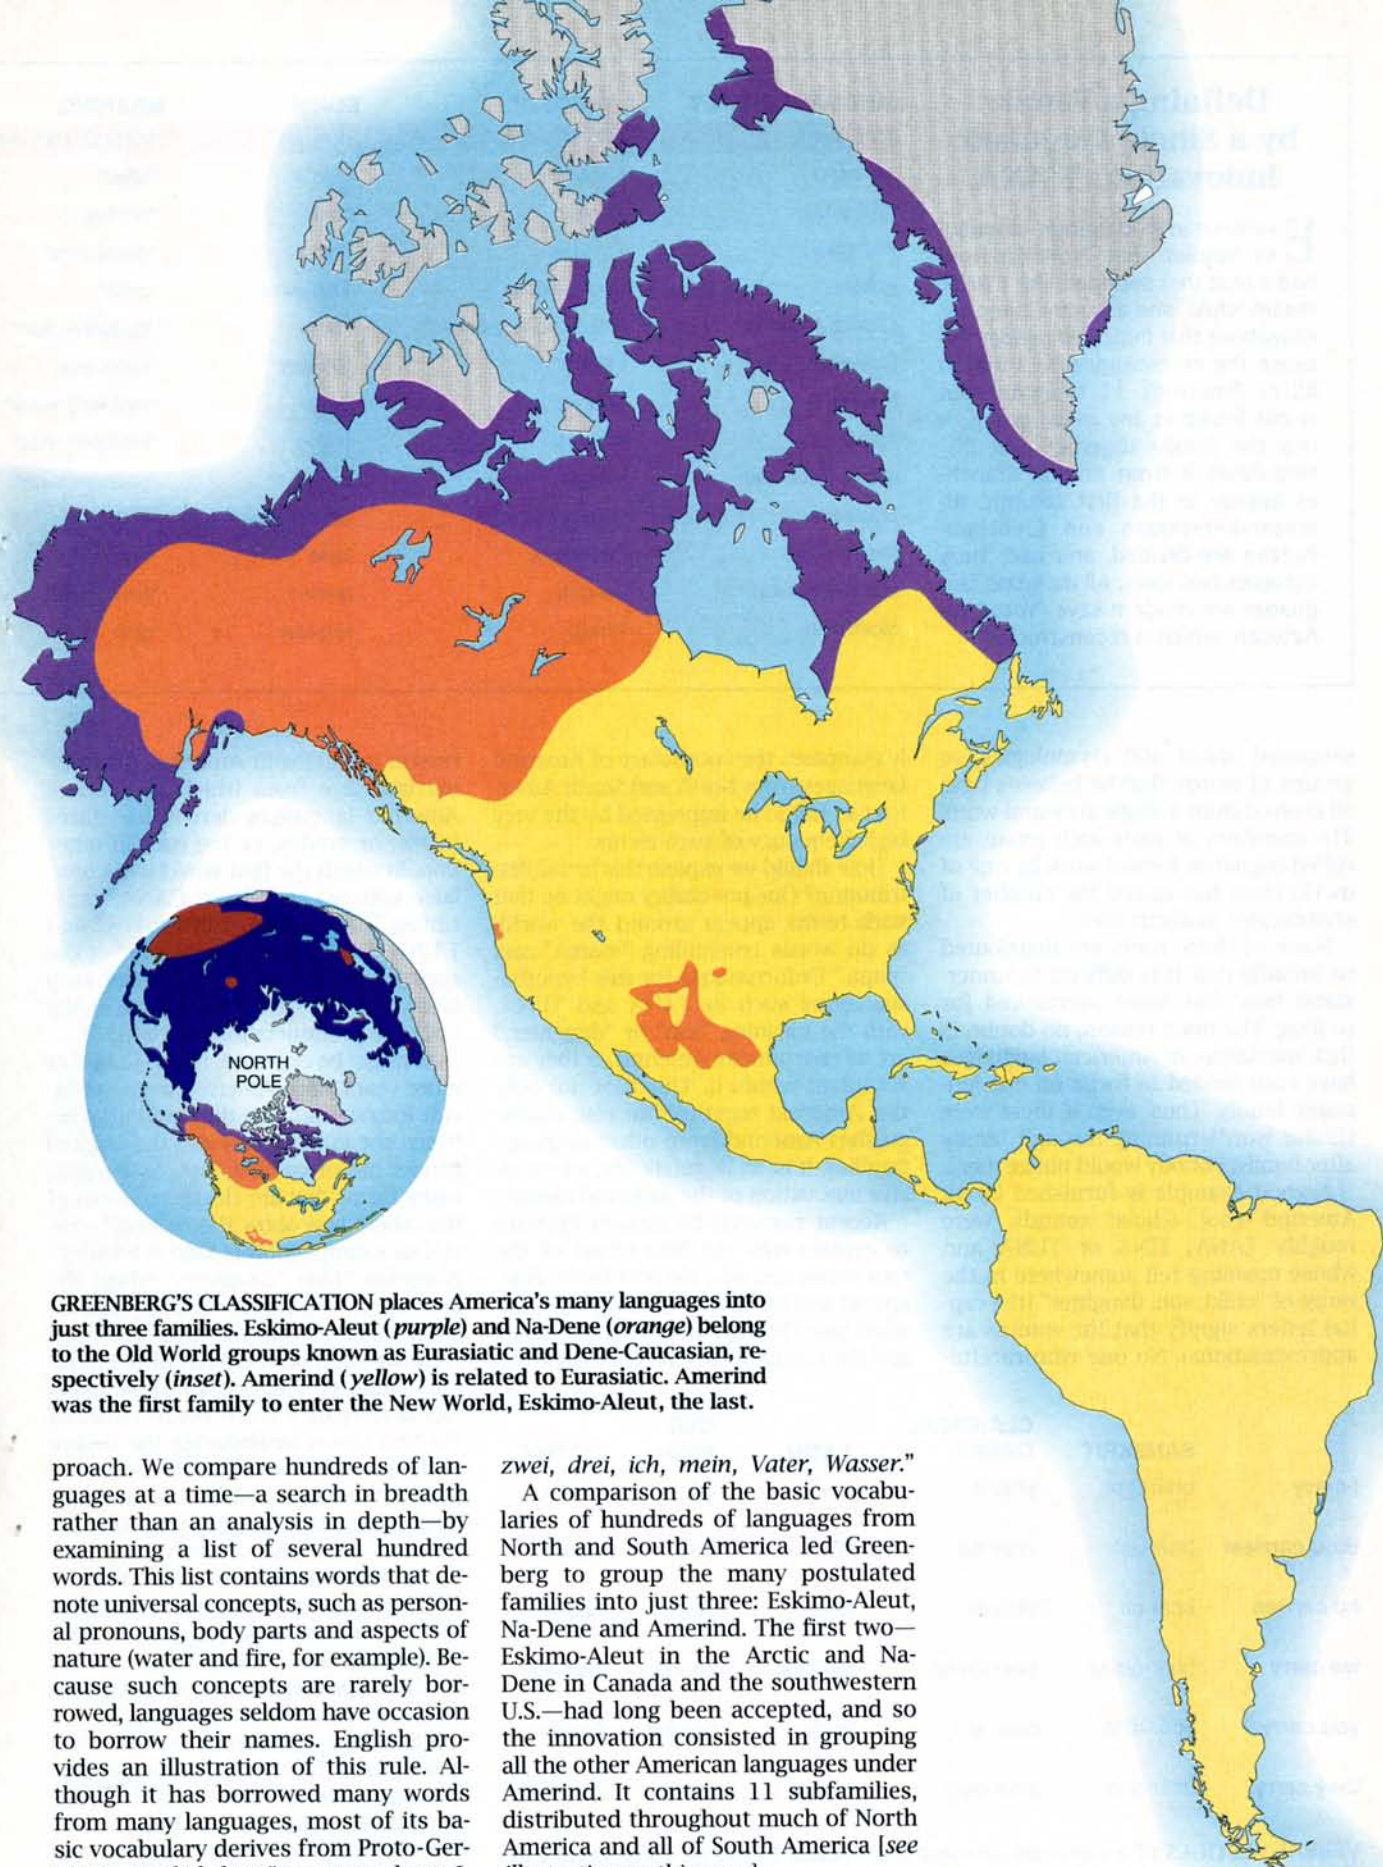 NORTH
POLE
GREENBERG'S CLASSIFICATION places America's many languages into
just three families. Eskimo-Aleut (purple) and Na-Dene (orange) belong
to the Old World groups known as Eurasiatic and Dene-Caucasian, re-
spectively (inset). Amerind (yellow) is related to Eurasiatic. Amerind
was the first family to enter the New World, Eskimo-Aleut, the last.
proach. We compare hundreds of lan-
guages at a time—a search in breadth
rather than an analysis in depth—by
examining a list of several hundred
words. This list contains words that de-
note universal concepts, such as person-
al pronouns, body parts and aspects of
nature (water and fire, for example). Be-
cause such concepts are rarely bor-
rowed, languages seldom have occasion
to borrow their names. English pro-
vides an illustration of this rule. Al-
though it has borrowed many words
from many languages, most of its ba-
sic vocabulary derives from Proto-Ger-
zwei, drei, ich, mein, Vater, Wasser."
A comparison of the basic vocabu-
laries of hundreds of languages from
North and South America led Green-
berg to group the many postulated
families into just three: Eskimo-Aleut,
Na-Dene and Amerind. The first two—
Eskimo-Aleut in the Arctic and Na-
Dene in Canada and the southwestern
U.S.—had long been accepted, and so
the innovation consisted in grouping
all the other American languages under
Amerind. It contains 11 subfamilies,
distributed throughout much of North
America and all of South America [see